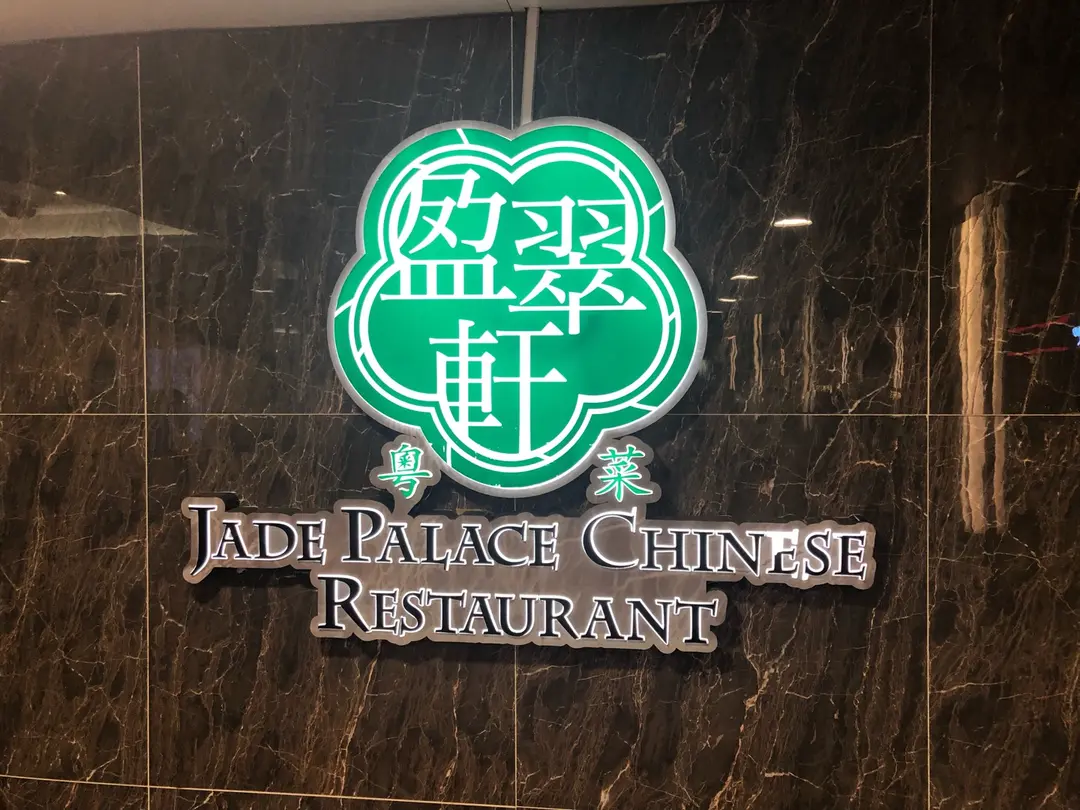 盈翠
軒
粵菜
JADE PALACE CHINESE
RESTAURANT